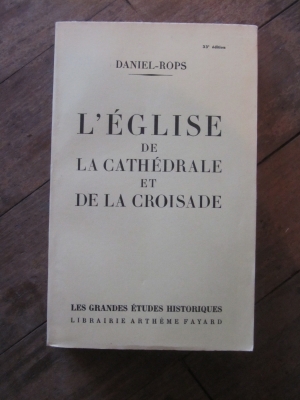 DANIEL-ROPS
L'ÉGLISE
DE
LA CATHÉDRALE
ET
DE LA CROISADE
LES GRANDES ÉTUDES HISTORIQUES
LIBRAIRIE ARTHÈME FAYARD